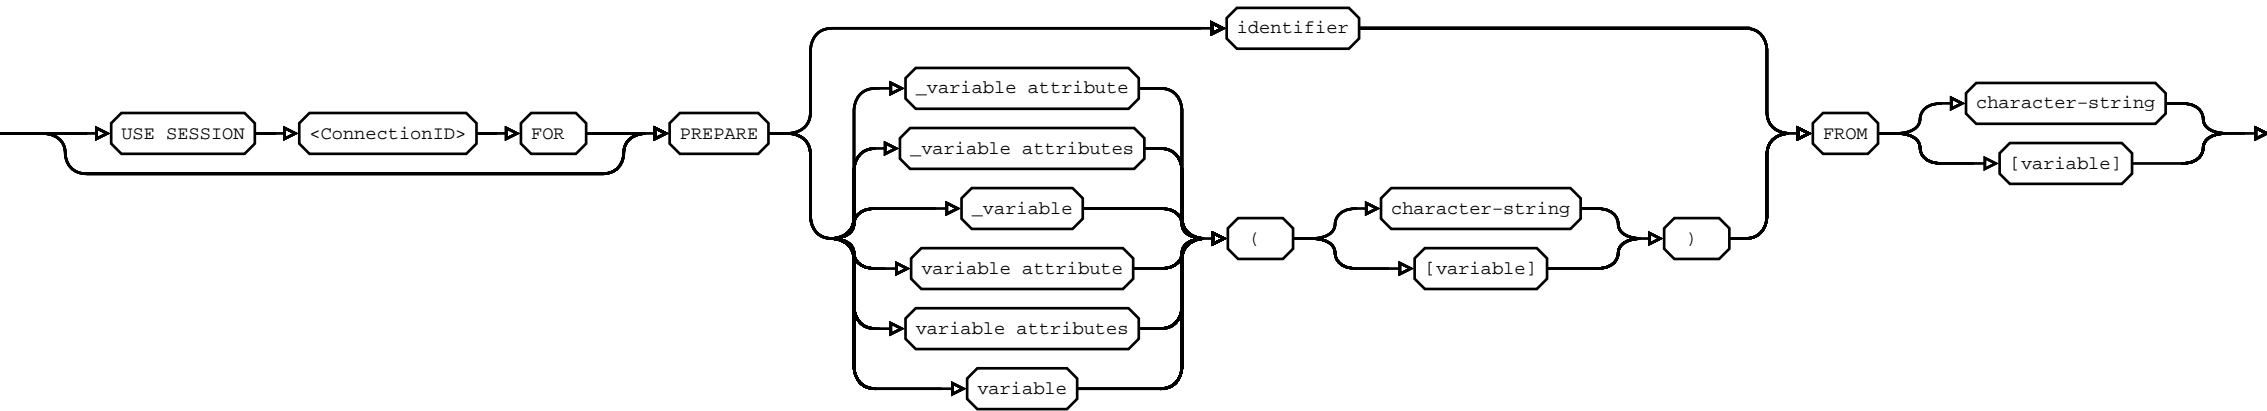 identifier
_variable attribute
character-string
USE SESSION <ConnectionID> FOR PREPARE FROM
_variable attributes
[variable]
_variable
character-string
( )
variable attribute
[variable]
variable attributes
variable